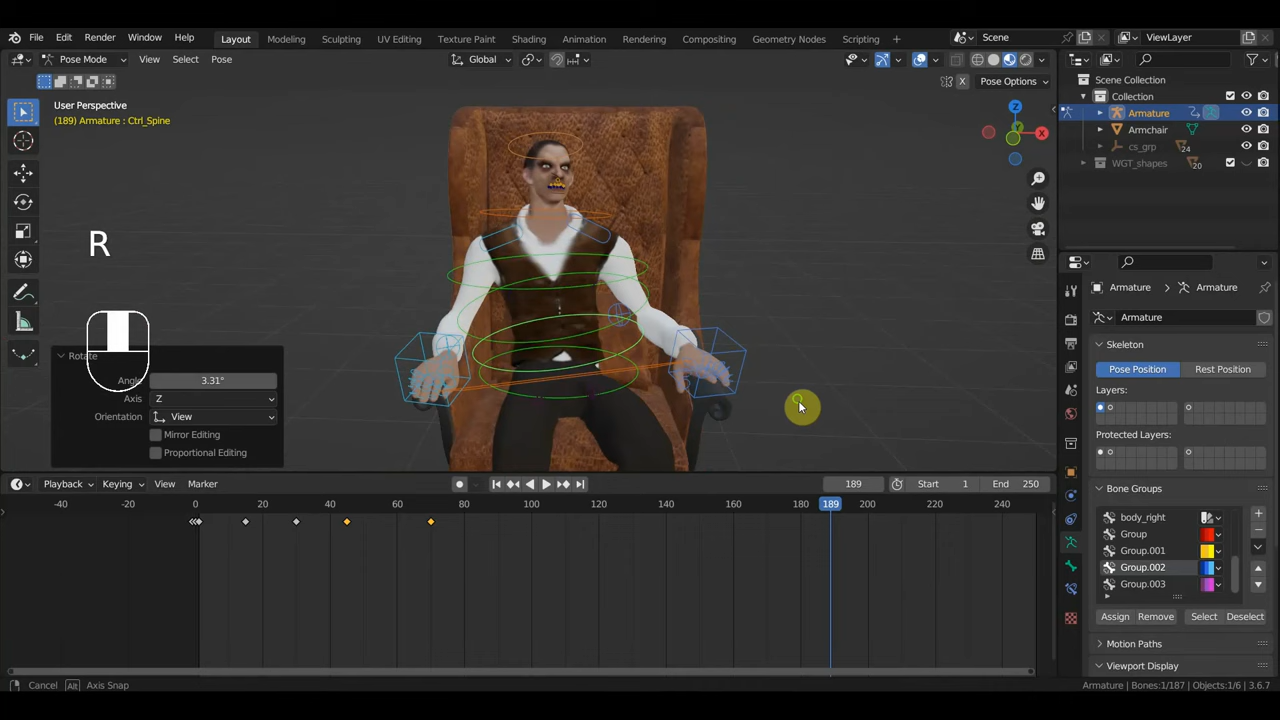 File Edit Render Window Help Layout Modeling Sculpting UV Editing Texture Paint Shading Animation Rendering Compositing Geometry Nodes Scripting + Scene ViewLayer
Pose Mode View Select Pose Global
X Pose Options
User Perspective
(189) Armature : Ctrl_Spine
Z
X
R
Rotate
Angle 3.31°
Axis Z
Orientation View
Mirror Editing
Proportional Editing
Playback Keying View Marker 189 Start 1 End 250
-40 -20 0 20 40 60 80 100 120 140 160 180 189 200 220 240
Scene Collection
Collection
Armature
Armchair
cs_grp 24
WGT_shapes 20
Armature > Armature
Armature
Skeleton
Pose Position Rest Position
Layers:
Protected Layers:
Bone Groups
body_right
Group
Group.001
Group.002
Group.003
Assign Remove Select Deselect
Motion Paths
Viewport Display
Cancel Alt Axis Snap Armature | Bones:1/187 | Objects:1/6 | 3.6.7